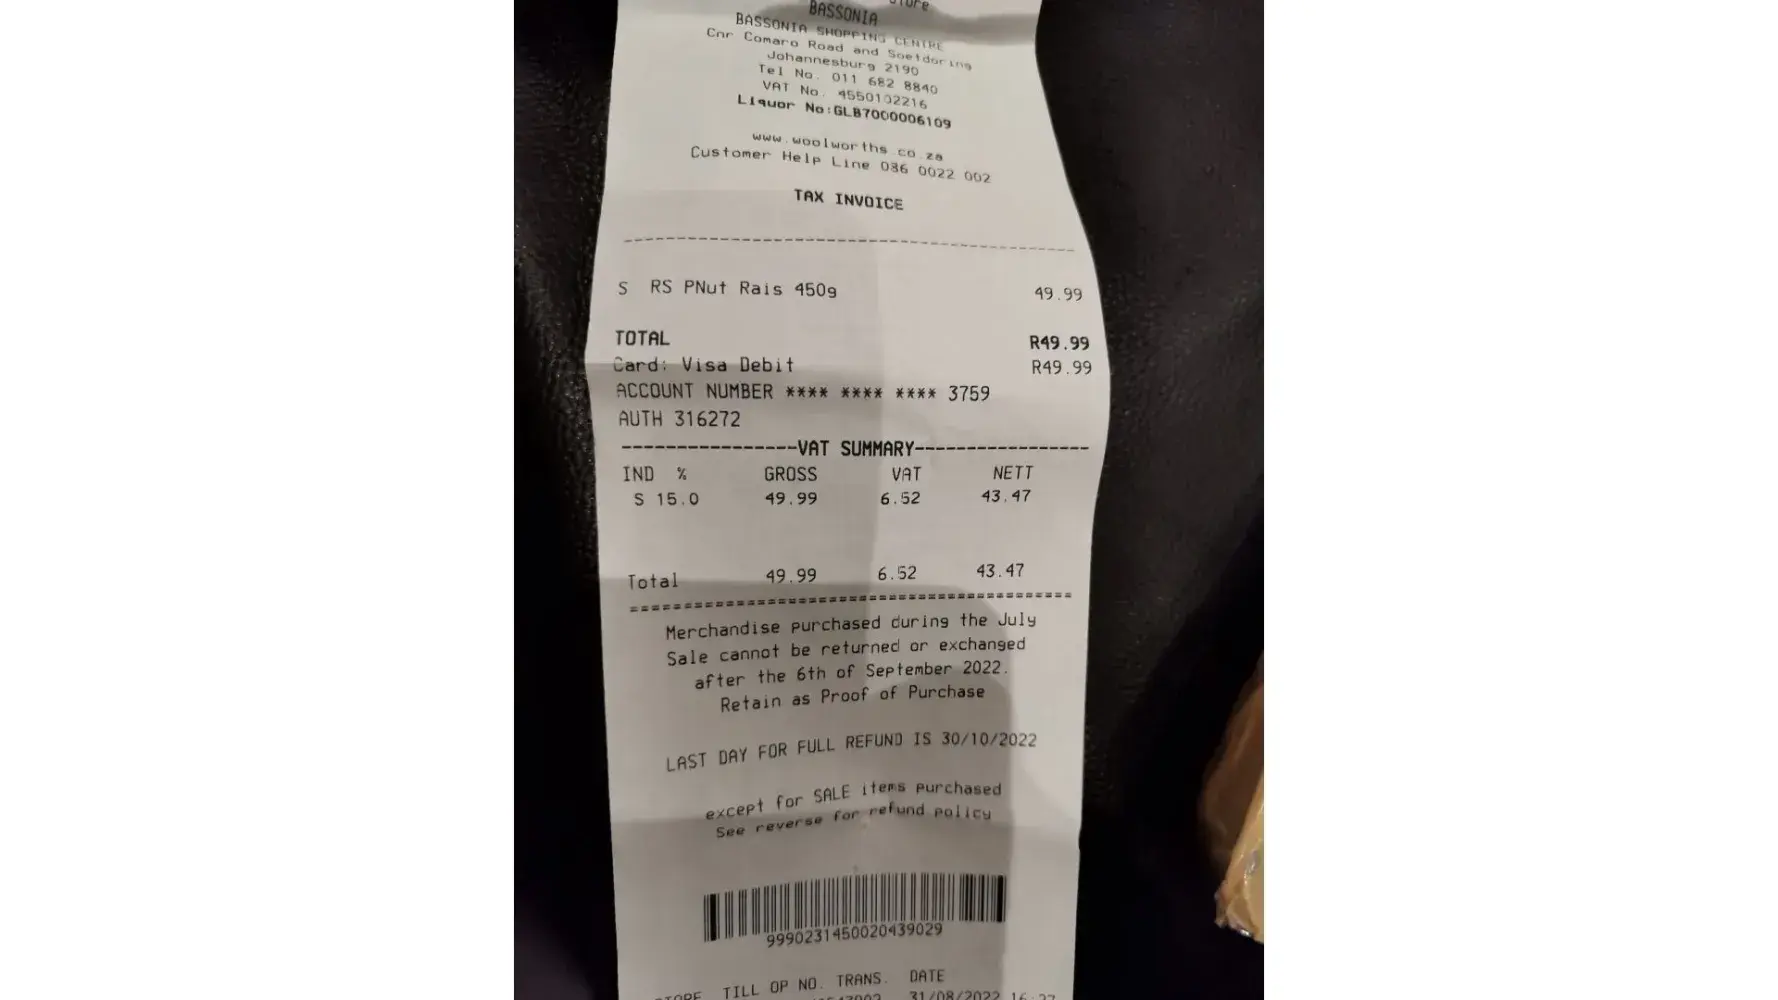 BASSONIA
BASSONIA SHOPPING CENTRE
Cnr Comaro Road and Soetdoring
Johannesburg 2190
Tel No. 011 682 8840
VAT No. 4550102216
Liquor No:GLB7000006109
www.woolworths.co.za
Customer Help Line 086 0022 002
TAX INVOICE
S RS PNut Rais 450g 49.99
TOTAL R49.99
Card: Visa Debit R49.99
ACCOUNT NUMBER **** **** **** 3759
AUTH 316272
-----------------VAT SUMMARY-----------------
IND % GROSS VAT NETT
S 15.0 49.99 6.52 43.47
Total 49.99 6.52 43.47
Merchandise purchased during the July
Sale cannot be returned or exchanged
after the 6th of September 2022.
Retain as Proof of Purchase
LAST DAY FOR FULL REFUND IS 30/10/2022
except for SALE items purchased
See reverse for refund policy
9990231450020439029
TILL OP NO. TRANS. DATE
31/08/2022